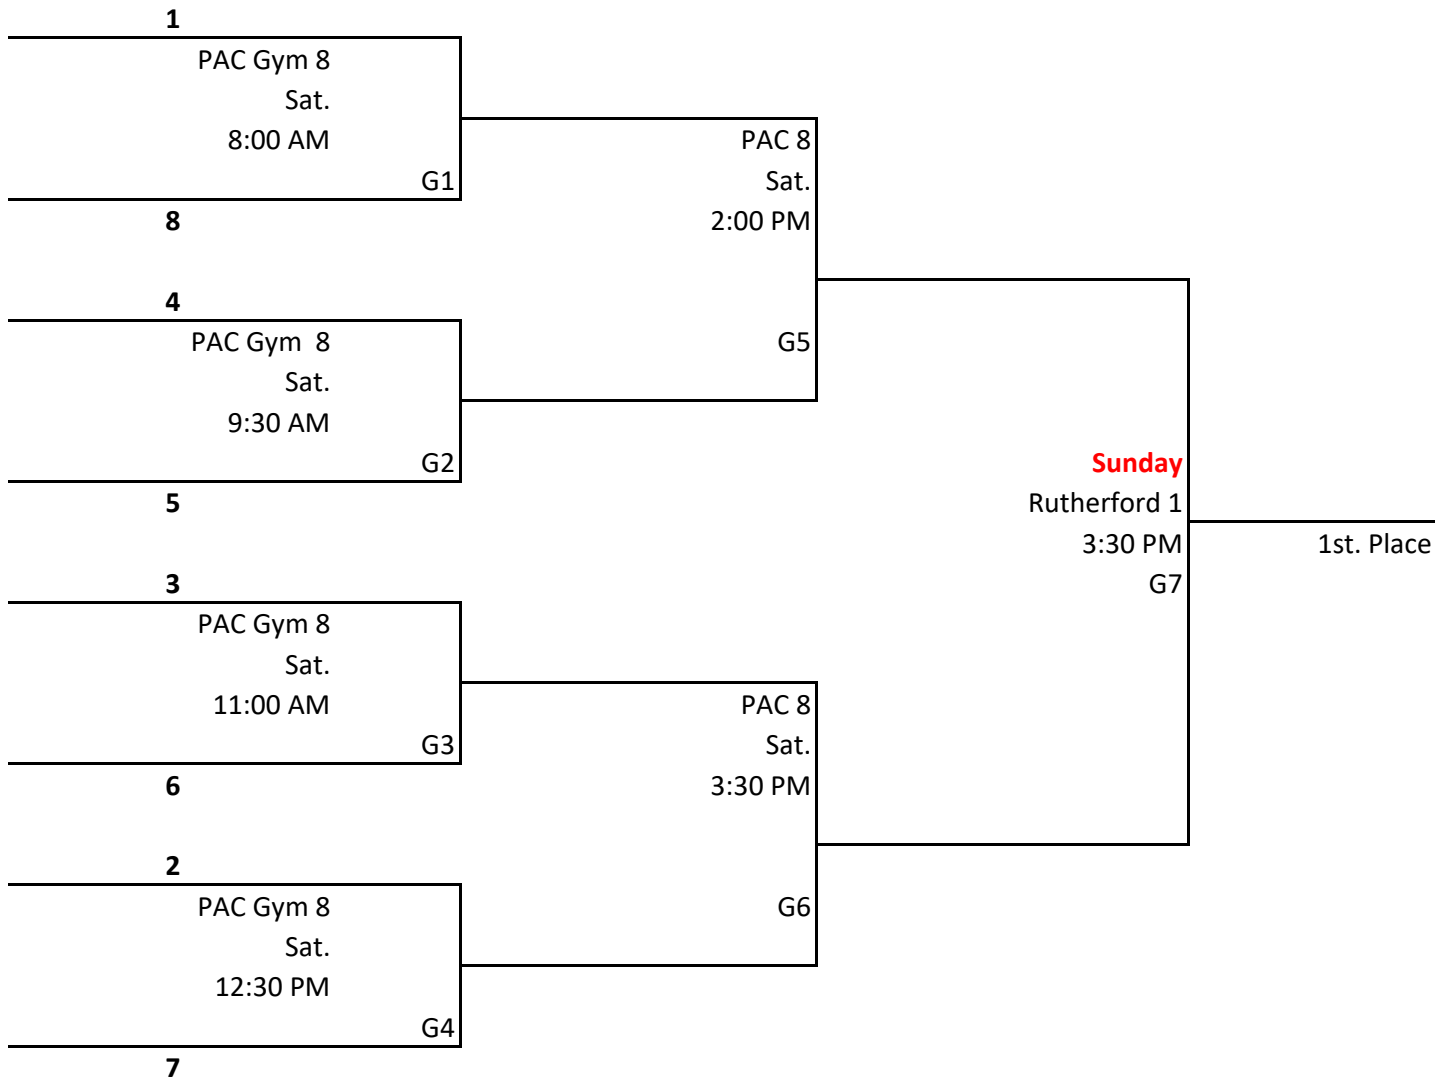 1
PAC Gym 8
Sat.
8:00 AM
G1
8
4
PAC Gym  8
Sat.
9:30 AM
G2
5
3
PAC Gym 8
Sat.
11:00 AM
G3
6
2
PAC Gym 8
Sat.
12:30 PM
G4
7
PAC 8
Sat.
2:00 PM
G5
PAC 8
Sat.
3:30 PM
G6
Sunday
Rutherford 1
3:30 PM
G7
1st. Place